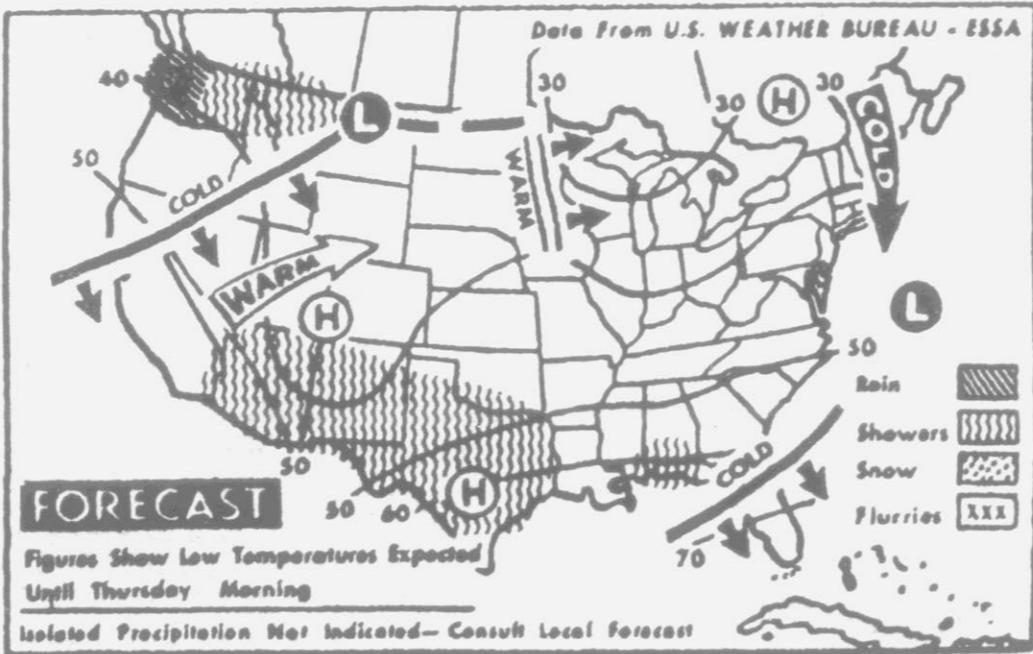 Data From U.S. WEATHER BUREAU - ESSA
40
30
30
H
30
COLD
L
50
COLD
WARM
WARM
H
L
50
Rain
Showers
Snow
Flurries
XXX
50
50
60
H
COLD
70
FORECAST
Figures Show Low Temperatures Expected
Until Thursday Morning
Isolated Precipitation Not Indicated— Consult Local Forecast